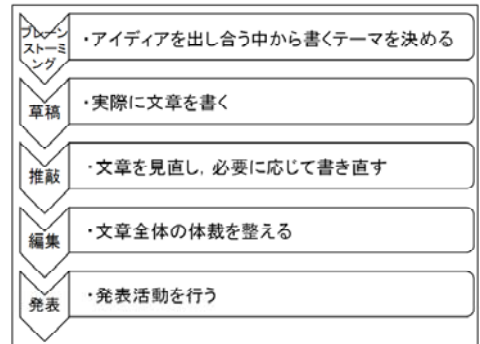 ブレーン
ストーミ
ング
・アイディアを出し合う中から書くテーマを決める
草稿
・実際に文章を書く
推敲
・文章を見直し，必要に応じて書き直す
編集
・文章全体の体裁を整える
発表
・発表活動を行う